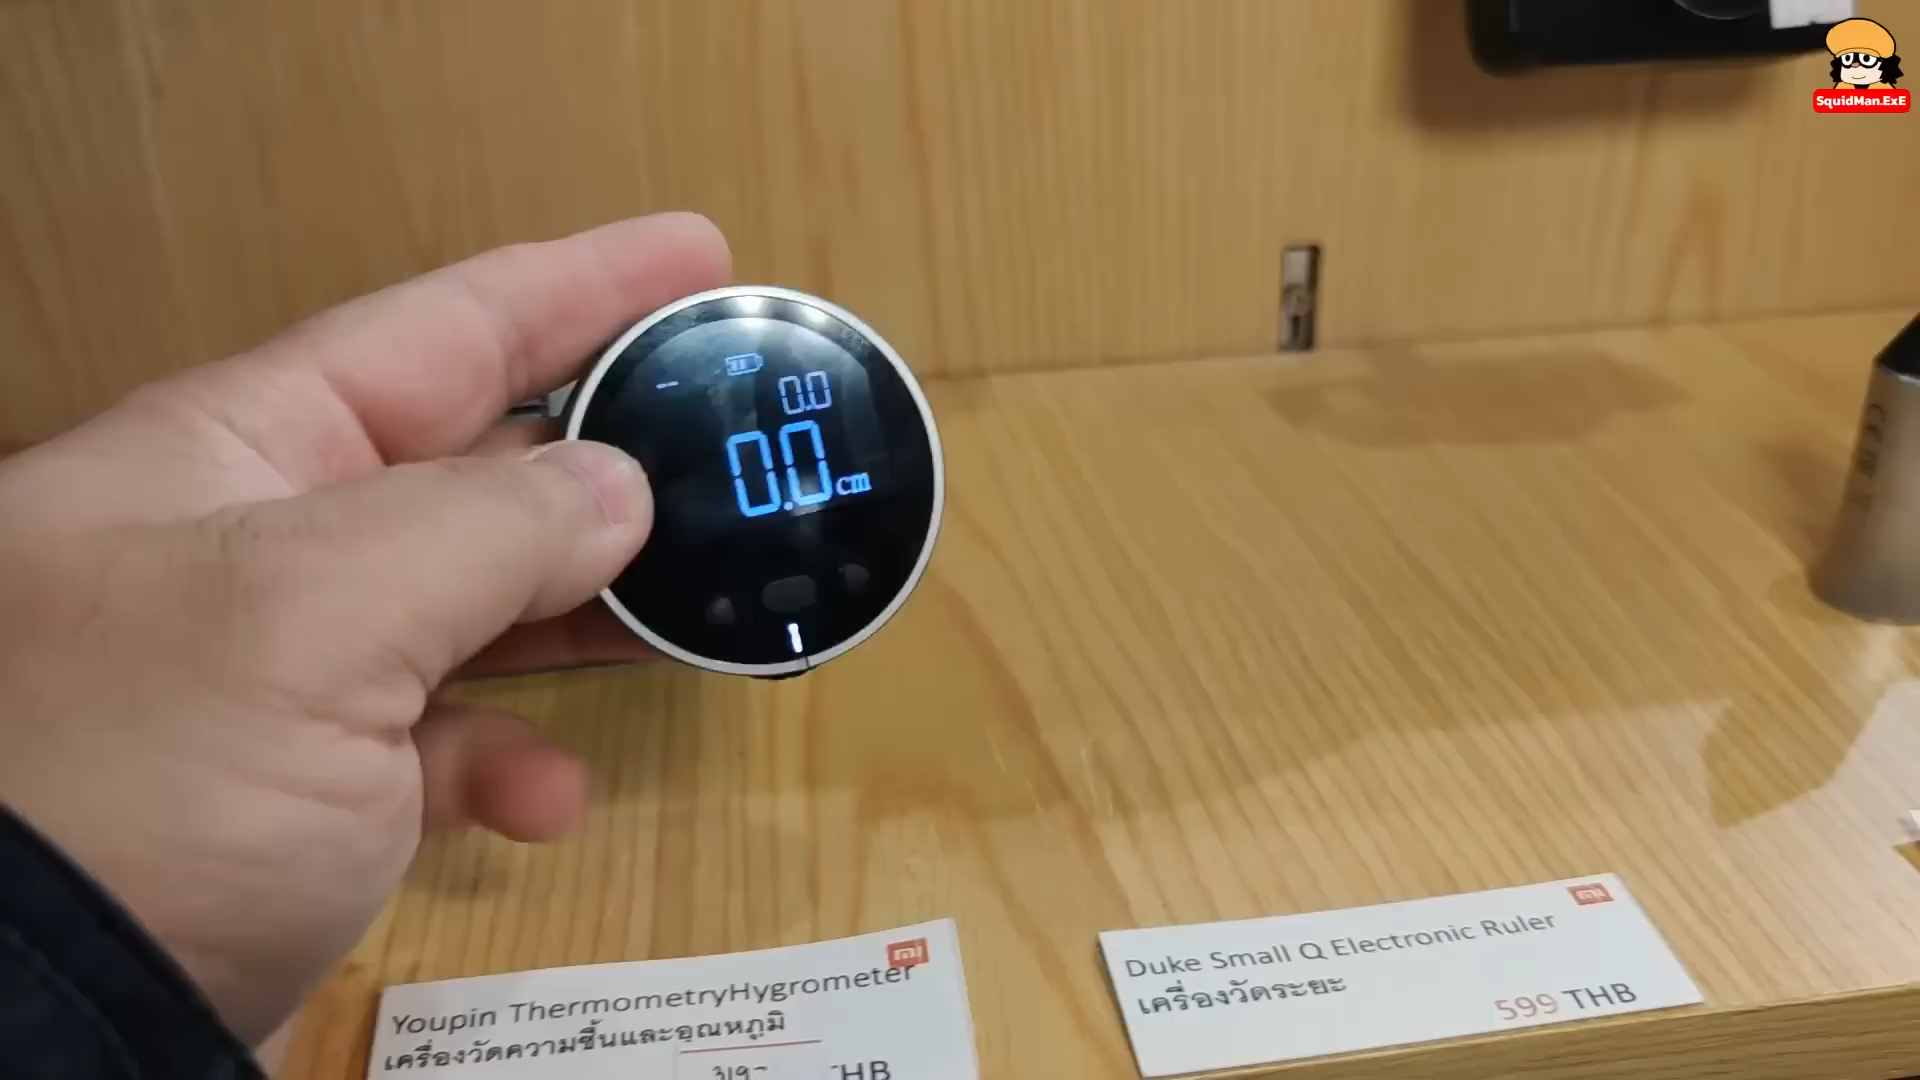 SquidMan.ExE
0.0
0.0 cm
Youpin ThermometryHygrometer
เครื่องวัดความชื้นและอุณหภูมิ
Duke Small Q Electronic Ruler
เครื่องวัดระยะ
599 THB